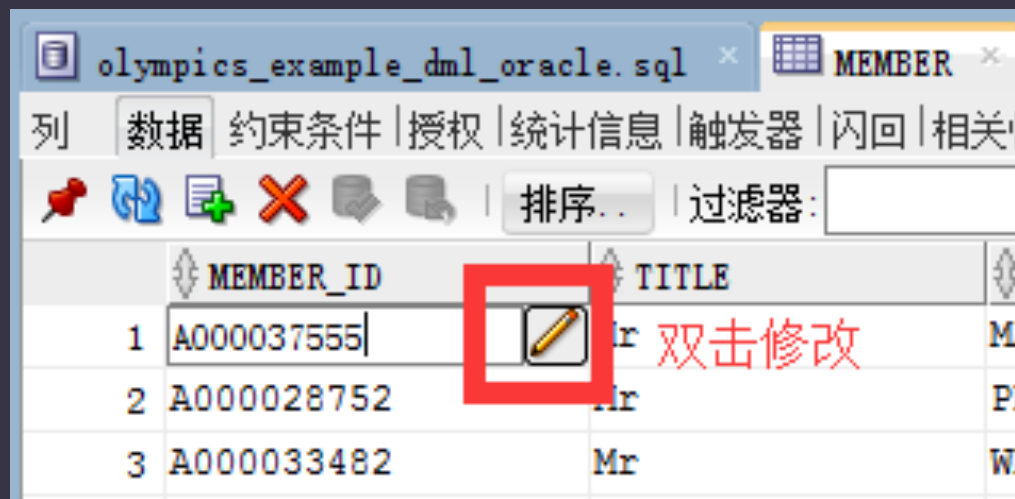 olympics_example_dml_oracle.sql × MEMBER ×
列 数据 约束条件 |授权 |统计信息 |触发器 |闪回 |相关
排序.. 过滤器:
MEMBER_ID TITLE
1 A000037555 Mr 双击修改
2 A000028752 Mr
3 A000033482 Mr